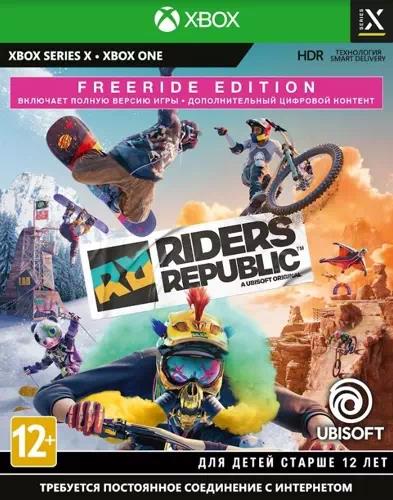 XBOX
XBOX SERIES X • XBOX ONE
HDR
ТЕХНОЛОГИЯ
SMART DELIVERY
SERIES X
FREERIDE EDITION
ВКЛЮЧАЕТ ПОЛНУЮ ВЕРСИЮ ИГРЫ • ДОПОЛНИТЕЛЬНЫЙ ЦИФРОВОЙ КОНТЕНТ
RIDERS
REPUBLIC™
A UBISOFT ORIGINAL
12+
UBISOFT
ДЛЯ ДЕТЕЙ СТАРШЕ 12 ЛЕТ
ТРЕБУЕТСЯ ПОСТОЯННОЕ СОЕДИНЕНИЕ С ИНТЕРНЕТОМ